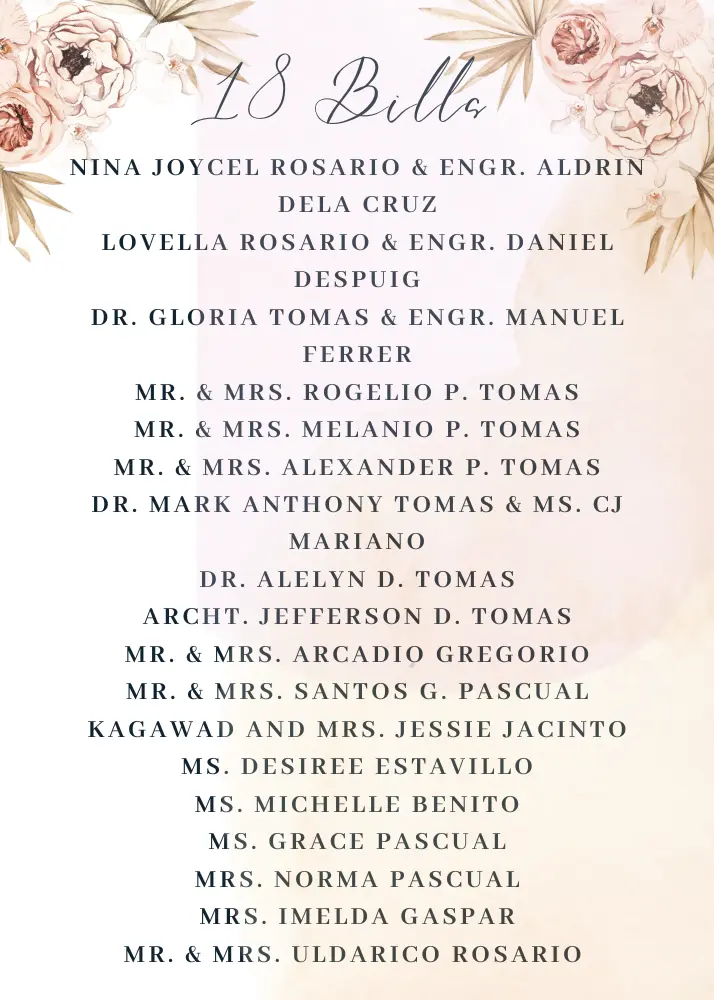 18 Bills
NINA JOYCEL ROSARIO & ENGR. ALDRIN
DELA CRUZ
LOVELLA ROSARIO & ENGR. DANIEL
DESPUIG
DR. GLORIA TOMAS & ENGR. MANUEL
FERRER
MR. & MRS. ROGELIO P. TOMAS
MR. & MRS. MELANIO P. TOMAS
MR. & MRS. ALEXANDER P. TOMAS
DR. MARK ANTHONY TOMAS & MS. CJ
MARIANO
DR. ALELYN D. TOMAS
ARCHT. JEFFERSON D. TOMAS
MR. & MRS. ARCADIO GREGORIO
MR. & MRS. SANTOS G. PASCUAL
KAGAWAD AND MRS. JESSIE JACINTO
MS. DESIREE ESTAVILLO
MS. MICHELLE BENITO
MS. GRACE PASCUAL
MRS. NORMA PASCUAL
MRS. IMELDA GASPAR
MR. & MRS. ULDARICO ROSARIO